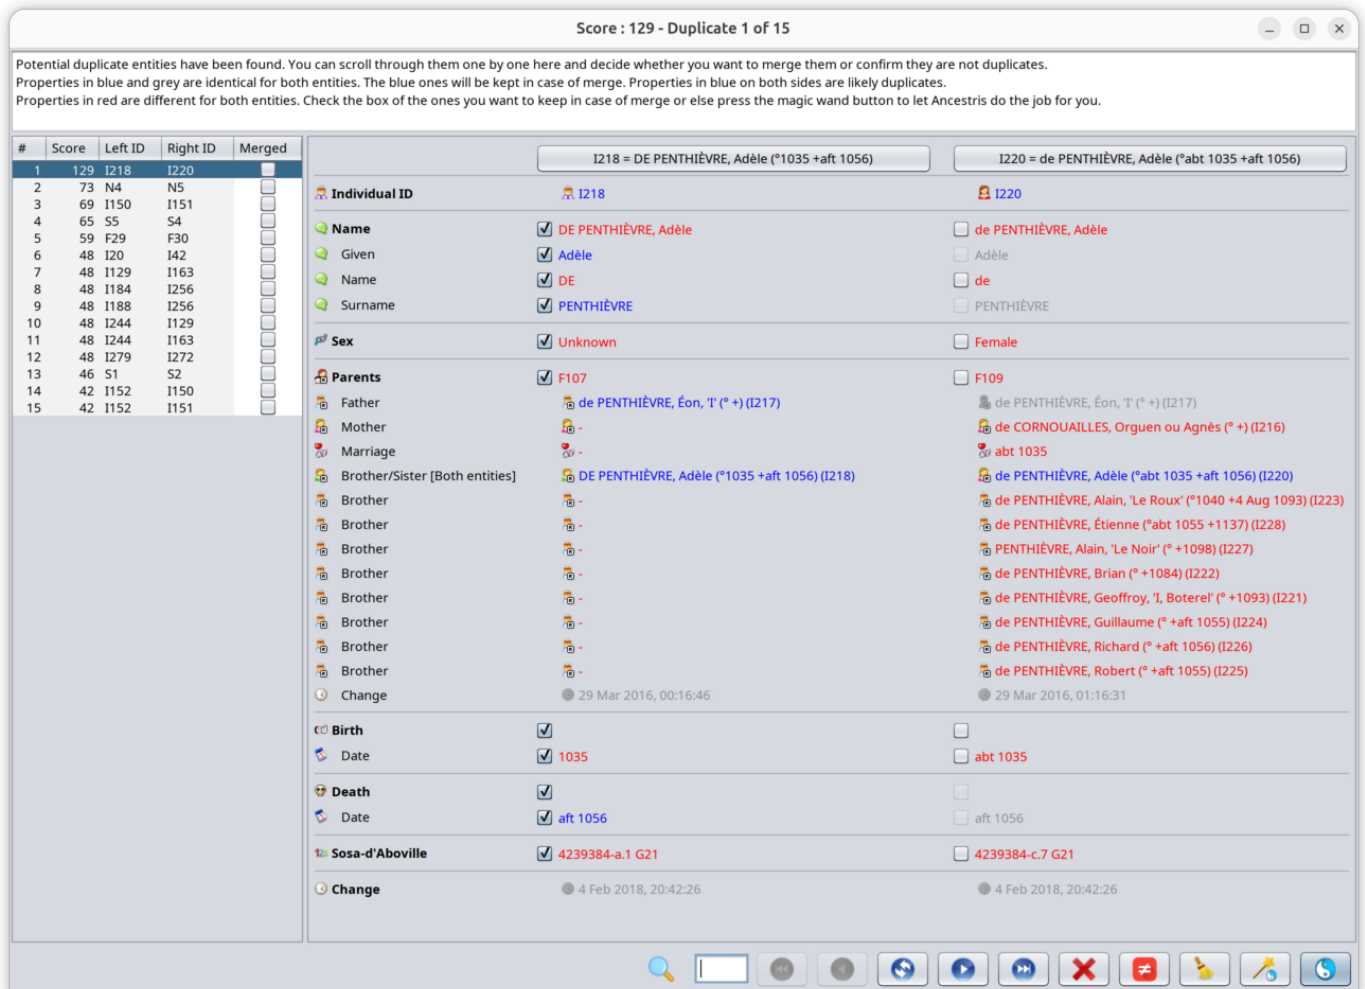 Score : 129 - Duplicate 1 of 15
Potential duplicate entities have been found. You can scroll through them one by one here and decide whether you want to merge them or confirm they are not duplicates.
Properties in blue and grey are identical for both entities. The blue ones will be kept in case of merge. Properties in blue on both sides are likely duplicates.
Properties in red are different for both entities. Check the box of the ones you want to keep in case of merge or else press the magic wand button to let Ancestris do the job for you.
# Score Left ID Right ID Merged
1 129 I218 I220
2 73 N4 N5
3 69 I150 I151
4 65 S5 S4
5 59 F29 F30
6 48 I20 I42
7 48 I129 I163
8 48 I184 I256
9 48 I188 I256
10 48 I244 I129
11 48 I244 I163
12 48 I279 I272
13 46 S1 S2
14 42 I152 I150
15 42 I152 I151
I218 = DE PENTHIÈVRE, Adèle (°1035 +aft 1056) I220 = de PENTHIÈVRE, Adèle (°abt 1035 +aft 1056)
Individual ID I218 I220
Name DE PENTHIÈVRE, Adèle de PENTHIÈVRE, Adèle
Given Adèle Adèle
Name DE de
Surname PENTHIÈVRE PENTHIÈVRE
Sex Unknown Female
Parents F107 F109
Father de PENTHIÈVRE, Éon, 'I' (° +) (I217) de PENTHIÈVRE, Éon, 'I' (° +) (I217)
Mother - de CORNOUAILLES, Orguen ou Agnès (° +) (I216)
Marriage - abt 1035
Brother/Sister [Both entities] DE PENTHIÈVRE, Adèle (°1035 +aft 1056) (I218) de PENTHIÈVRE, Adèle (°abt 1035 +aft 1056) (I220)
Brother - de PENTHIÈVRE, Alain, 'Le Roux' (°1040 +4 Aug 1093) (I223)
Brother - de PENTHIÈVRE, Étienne (°abt 1055 +1137) (I228)
Brother - PENTHIÈVRE, Alain, 'Le Noir' (° +1098) (I227)
Brother - de PENTHIÈVRE, Brian (° +1084) (I222)
Brother - de PENTHIÈVRE, Geoffroy, 'I, Boterel' (° +1093) (I221)
Brother - de PENTHIÈVRE, Guillaume (° +aft 1055) (I224)
Brother - de PENTHIÈVRE, Richard (° +aft 1056) (I226)
Brother - de PENTHIÈVRE, Robert (° +aft 1055) (I225)
Change 29 Mar 2016, 00:16:46 29 Mar 2016, 01:16:31
Birth
Date 1035 abt 1035
Death
Date aft 1056 aft 1056
Sosa-d'Aboville 4239384-a.1 G21 4239384-c.7 G21
Change 4 Feb 2018, 20:42:26 4 Feb 2018, 20:42:26